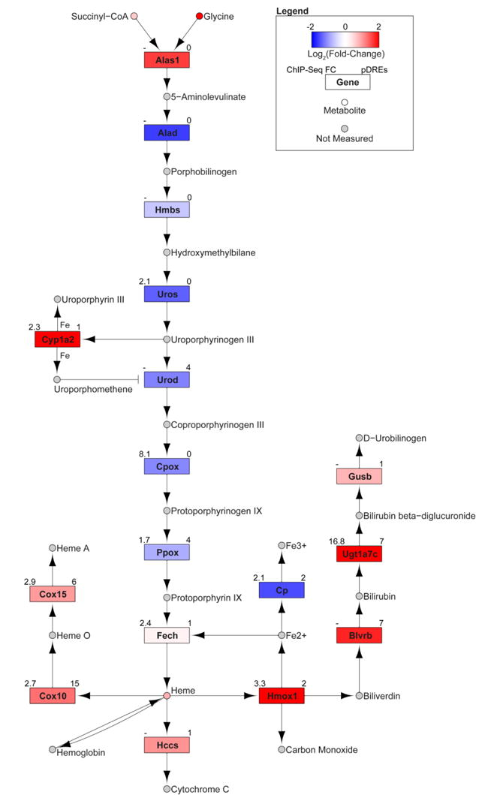 Legend
-2 0 2
Log2(Fold-Change)
ChIP-Seq FC pDREs
Gene
Metabolite
Not Measured
Succinyl-CoA Glycine
- 0
Alas1
5-Aminolevulinate
- 0
Alad
Porphobilinogen
- 0
Hmbs
Hydroxymethylbilane
2.1 0
Uros
Uroporphyrin III
Fe
2.3 1
Cyp1a2
Uroporphyrinogen III
Fe
Uroporphomethene
- 4
Urod
Coproporphyrinogen III
8.1 0
Cpox
Protoporphyrinogen IX
1.7 4
Ppox
Protoporphyrin IX
2.4 1
Fech
Heme
Heme A
2.9 6
Cox15
Heme O
2.7 15
Cox10
Hemoglobin
- 1
Hccs
Cytochrome C
Fe3+
2.1 2
Cp
Fe2+
3.3 2
Hmox1
Carbon Monoxide
D-Urobilinogen
- 1
Gusb
Bilirubin beta-diglucuronide
16.8 7
Ugt1a7c
Bilirubin
- 7
Blvrb
Biliverdin